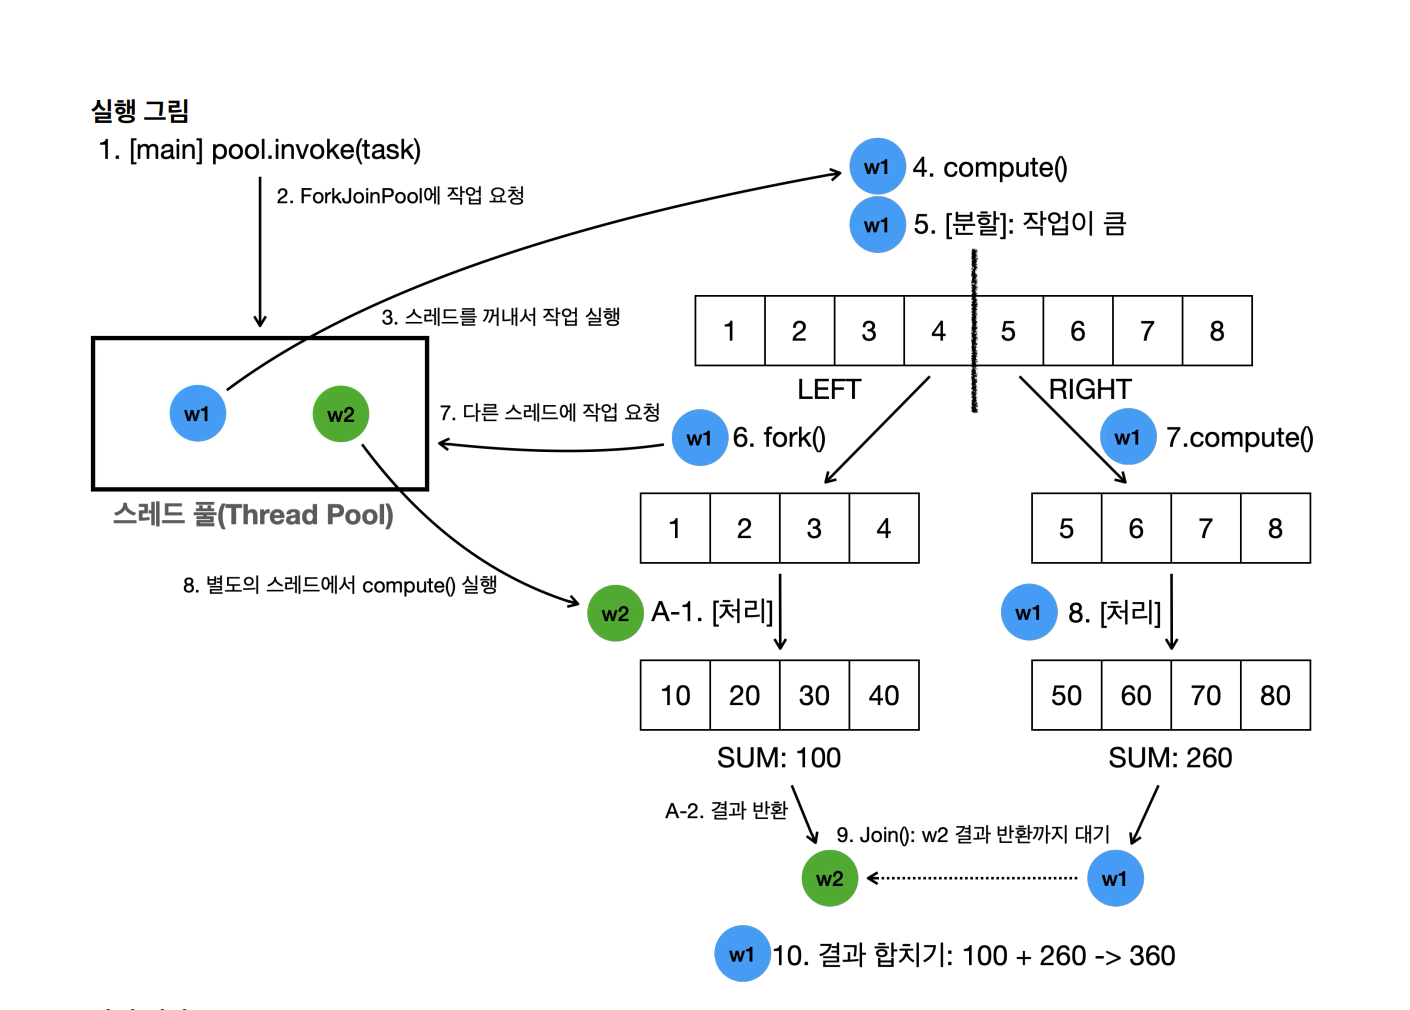 실행 그림
1. [main] pool.invoke(task)
2. ForkJoinPool에 작업 요청
w1 4. compute()
w1 5. [분할]: 작업이 큼
3. 스레드를 꺼내서 작업 실행
1 2 3 4 5 6 7 8
LEFT RIGHT
w1 w2
7. 다른 스레드에 작업 요청
w1 6. fork()
w1 7.compute()
스레드 풀(Thread Pool)
1 2 3 4
5 6 7 8
8. 별도의 스레드에서 compute() 실행
w2 A-1. [처리]
w1 8. [처리]
10 20 30 40
50 60 70 80
SUM: 100
SUM: 260
A-2. 결과 반환
9. Join(): w2 결과 반환까지 대기
w2 w1
w1 10. 결과 합치기: 100 + 260 -> 360